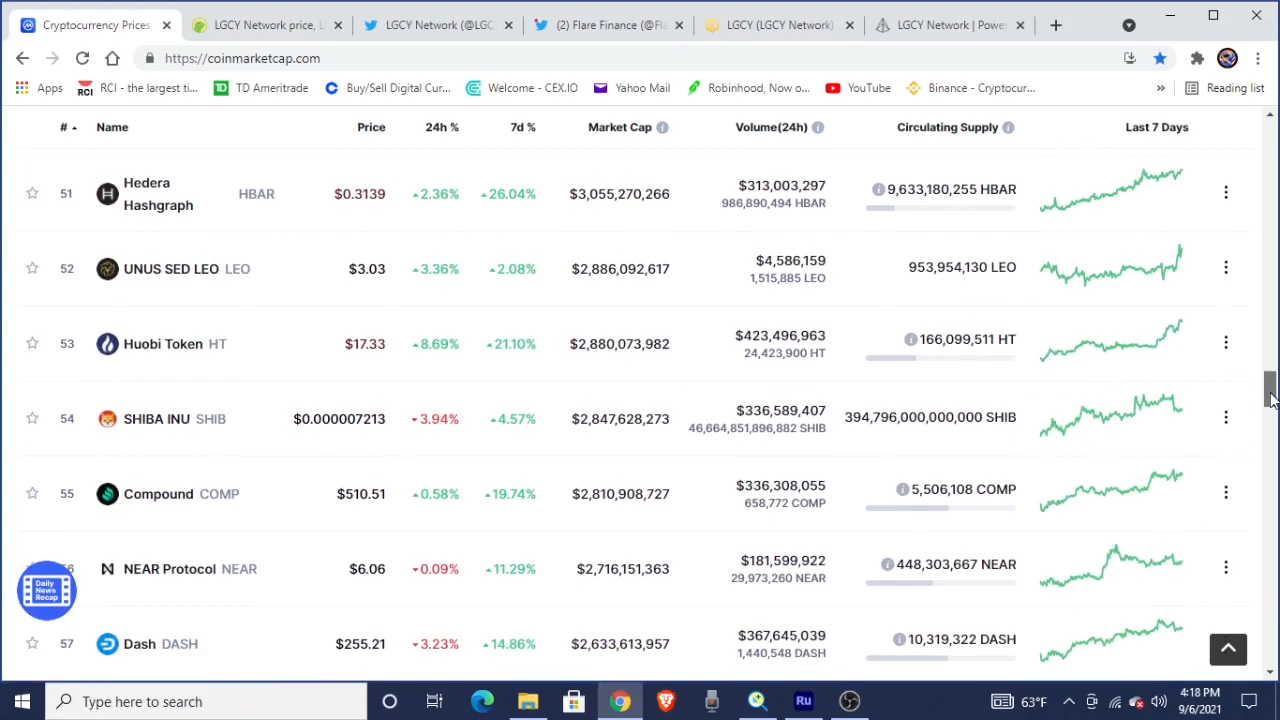 Cryptocurrency Prices
LGCY Network price, L
LGCY Network (@LGC
(2) Flare Finance (@Fla
LGCY (LGCY Network)
LGCY Network | Power
https://coinmarketcap.com
Apps
RCI
RCI - the largest ti...
TD Ameritrade
Buy/Sell Digital Cur...
Welcome - CEX.IO
Yahoo Mail
Robinhood, Now o...
YouTube
Binance - Cryptocur...
»
Reading list
# Name Price 24h % 7d % Market Cap Volume(24h) Circulating Supply Last 7 Days
51 Hedera Hashgraph HBAR $0.3139 2.36% 26.04% $3,055,270,266 $313,003,297 9,633,180,255 HBAR
986,890,494 HBAR
52 UNUS SED LEO LEO $3.03 3.36% 2.08% $2,886,092,617 $4,586,159 953,954,130 LEO
1,515,885 LEO
53 Huobi Token HT $17.33 8.69% 21.10% $2,880,073,982 $423,496,963 166,099,511 HT
24,423,900 HT
54 SHIBA INU SHIB $0.000007213 3.94% 4.57% $2,847,628,273 $336,589,407 394,796,000,000,000 SHIB
46,664,851,896,882 SHIB
55 Compound COMP $510.51 0.58% 19.74% $2,810,908,727 $336,308,055 5,506,108 COMP
658,772 COMP
NEAR Protocol NEAR $6.06 0.09% 11.29% $2,716,151,363 $181,599,922 448,303,667 NEAR
29,973,260 NEAR
Daily
News
Recap
57 Dash DASH $255.21 3.23% 14.86% $2,633,613,957 $367,645,039 10,319,322 DASH
1,440,548 DASH
Type here to search
Ru
63°F
4:18 PM
9/6/2021